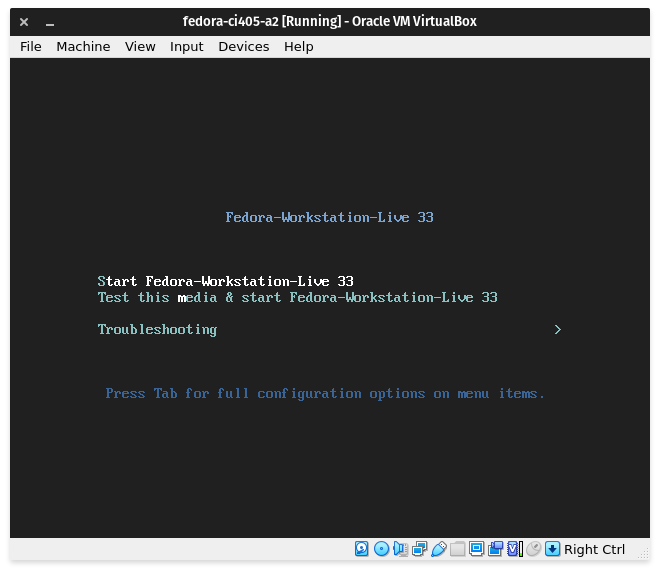 fedora-ci405-a2 [Running] - Oracle VM VirtualBox
File Machine View Input Devices Help
Fedora-Workstation-Live 33
Start Fedora-Workstation-Live 33
Test this media & start Fedora-Workstation-Live 33
Troubleshooting >
Press Tab for full configuration options on menu items.
Right Ctrl